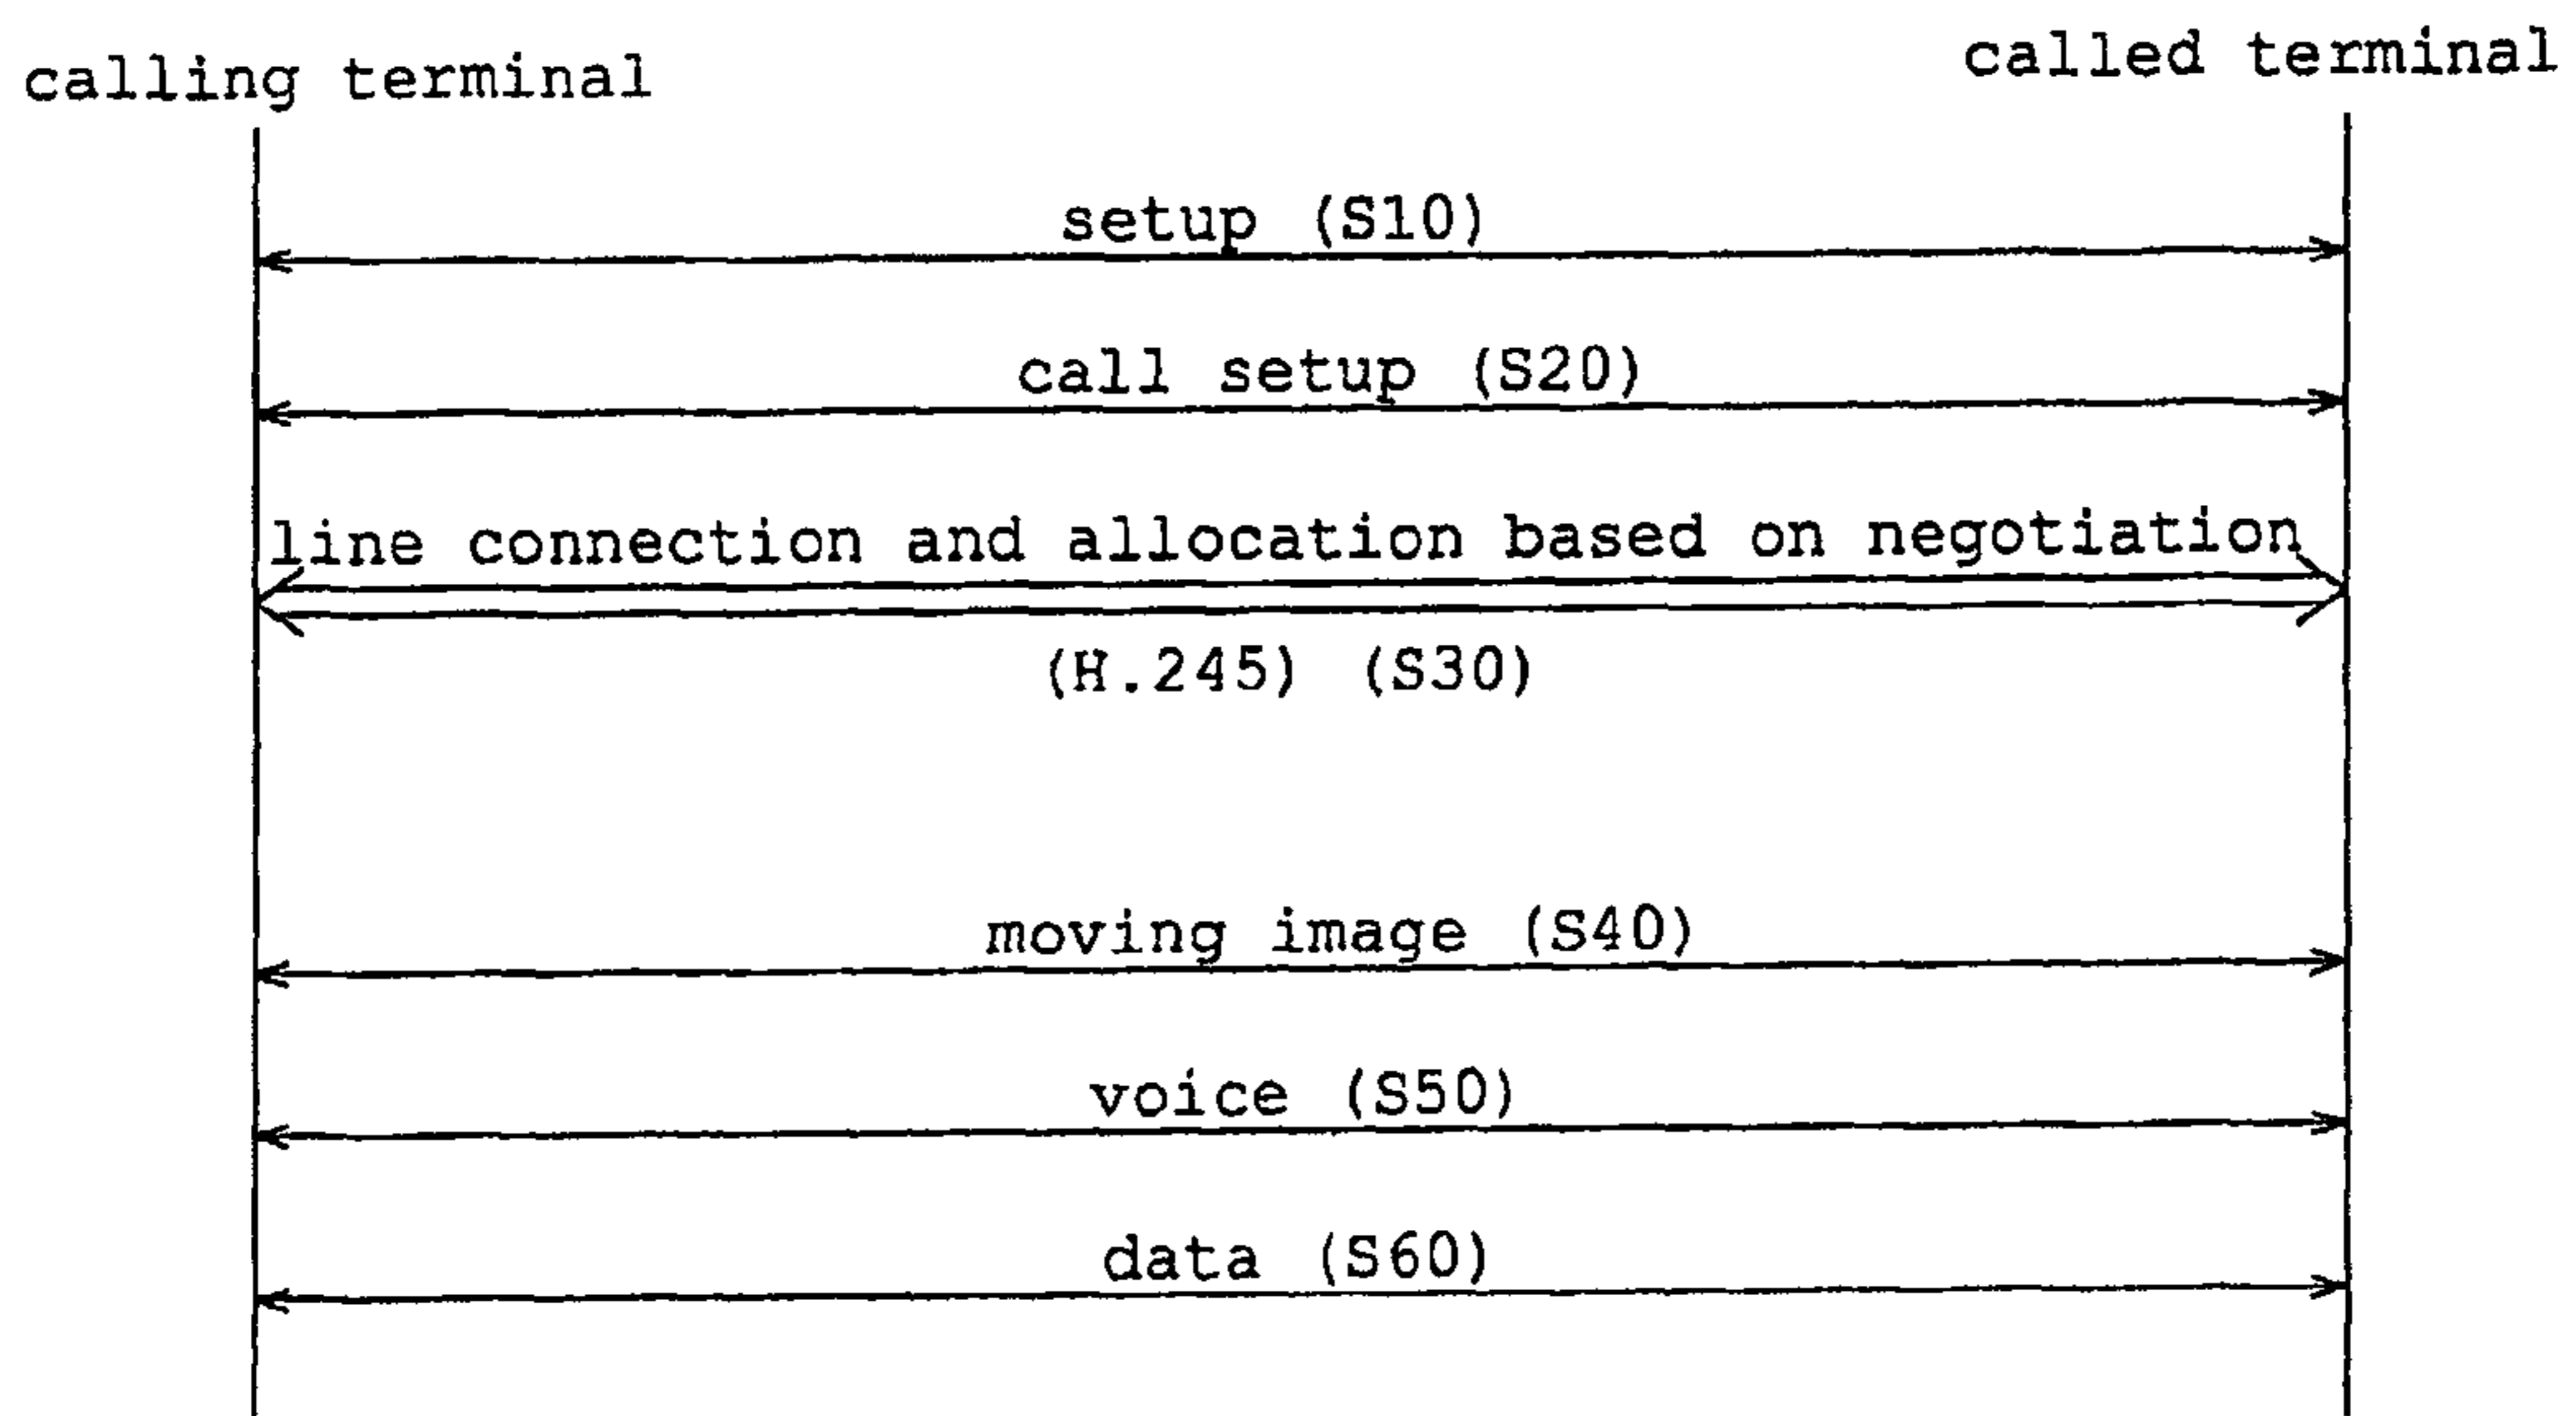 calling terminal
called terminal
setup (S10)
call setup (S20)
line connection and allocation based on negotiation
(H.245) (S30)
moving image (S40)
voice (S50)
data (S60)